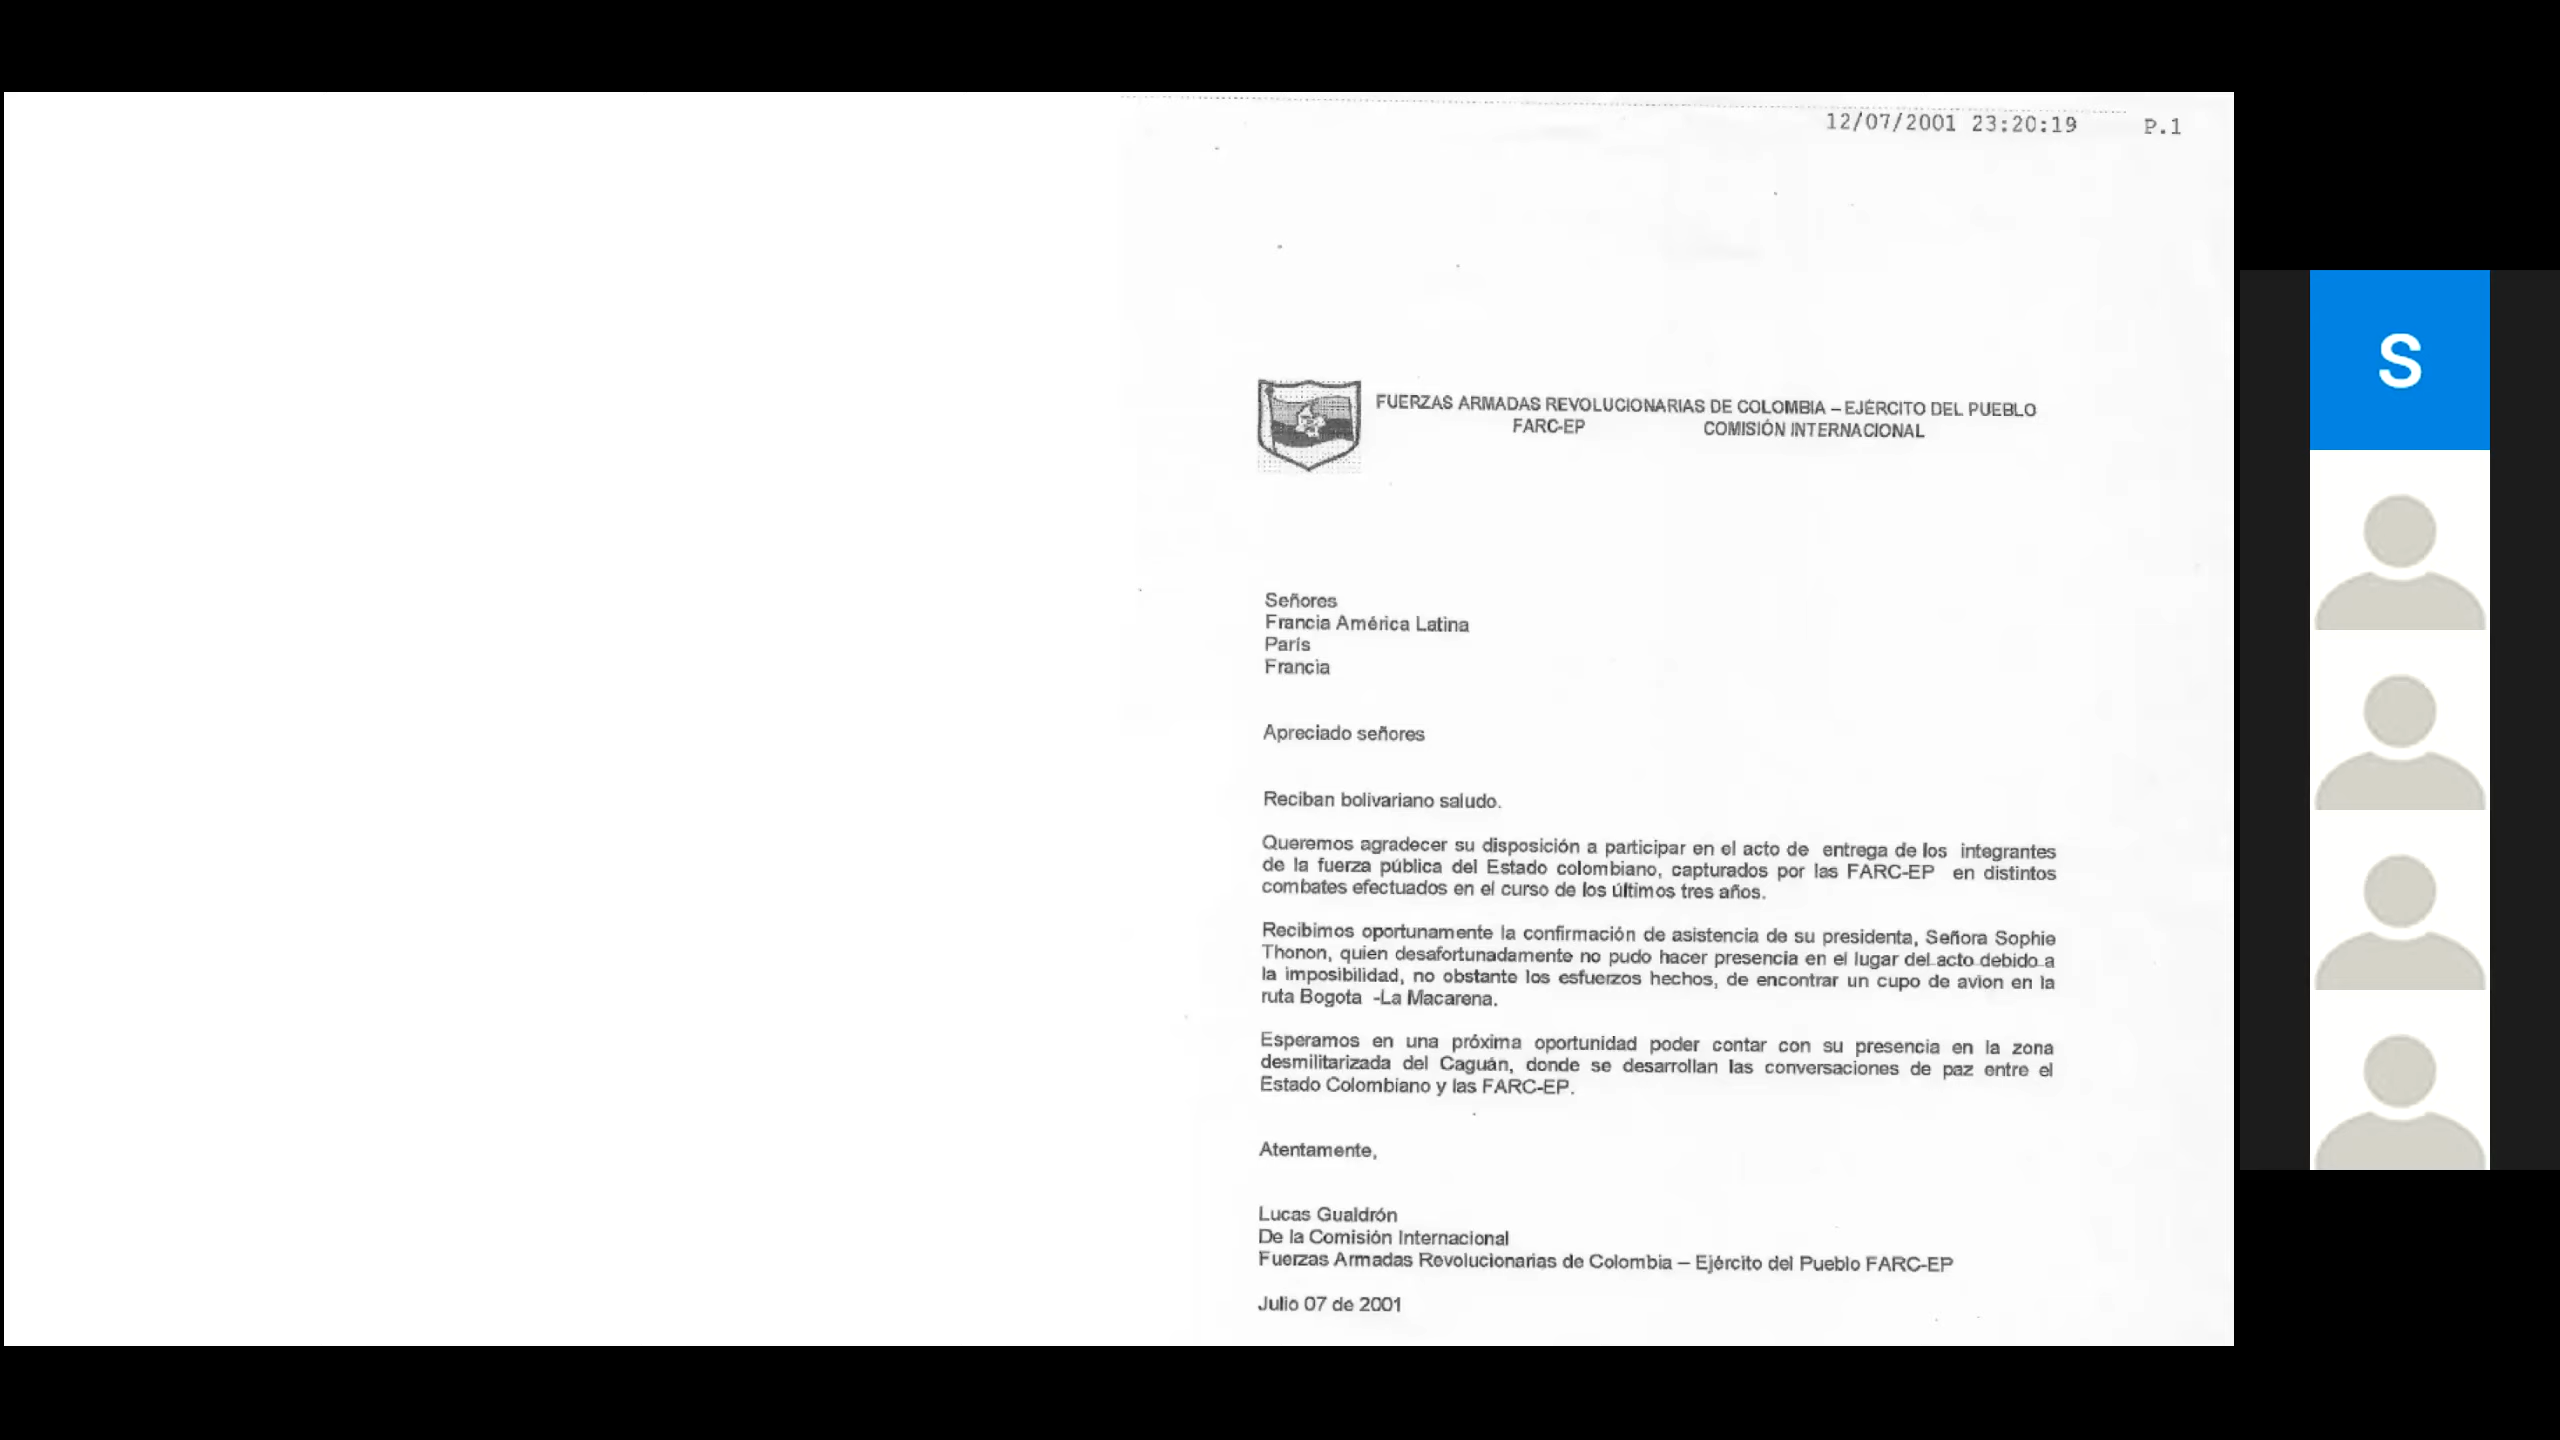 12/07/2001 23:20:19 P.1
FUERZAS ARMADAS REVOLUCIONARIAS DE COLOMBIA – EJÉRCITO DEL PUEBLO
FARC-EP COMISIÓN INTERNACIONAL
Señores
Francia América Latina
París
Francia
Apreciado señores
Reciban bolivariano saludo.
Queremos agradecer su disposición a participar en el acto de entrega de los integrantes
de la fuerza pública del Estado colombiano, capturados por las FARC-EP en distintos
combates efectuados en el curso de los últimos tres años.
Recibimos oportunamente la confirmación de asistencia de su presidenta, Señora Sophie
Thonon, quien desafortunadamente no pudo hacer presencia en el lugar del acto debido a
la imposibilidad, no obstante los esfuerzos hechos, de encontrar un cupo de avion en la
ruta Bogota -La Macarena.
Esperamos en una próxima oportunidad poder contar con su presencia en la zona
desmilitarizada del Caguán, donde se desarrollan las conversaciones de paz entre el
Estado Colombiano y las FARC-EP.
Atentamente,
Lucas Gualdrón
De la Comisión Internacional
Fuerzas Armadas Revolucionarias de Colombia – Ejército del Pueblo FARC-EP
Julio 07 de 2001
S